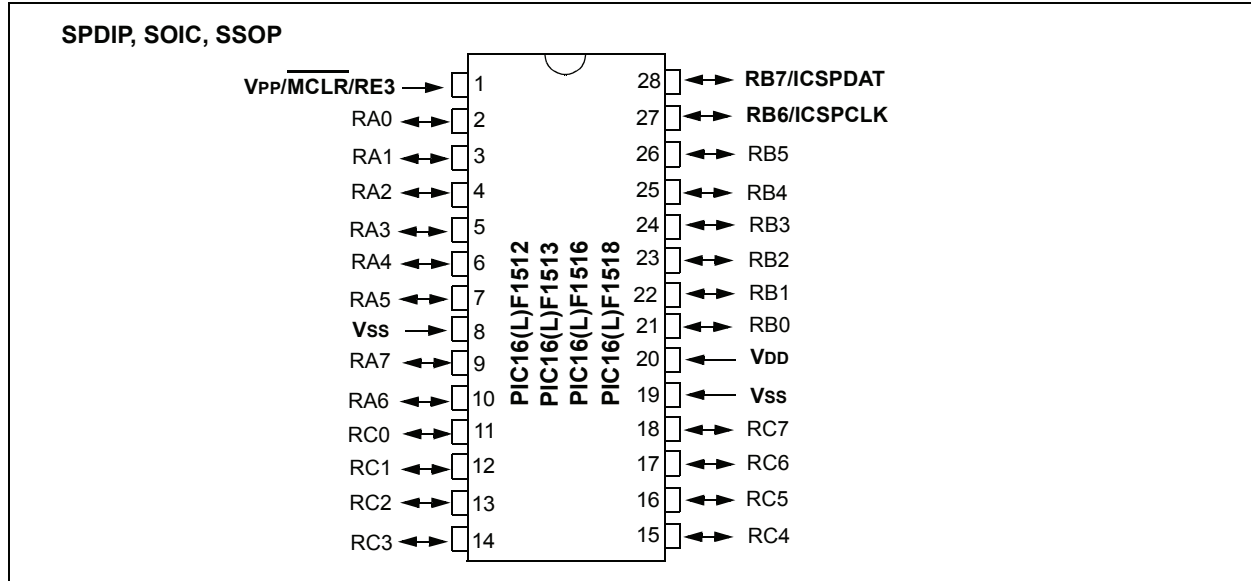 SPDIP, SOIC, SSOP
VPP/MCLR/RE3 1 28 RB7/ICSPDAT
RA0 2 27 RB6/ICSPCLK
RA1 3 26 RB5
RA2 4 25 RB4
RA3 5 24 RB3
RA4 6 23 RB2
RA5 7 22 RB1
VSS 8 21 RB0
RA7 9 20 VDD
RA6 10 19 VSS
RC0 11 18 RC7
RC1 12 17 RC6
RC2 13 16 RC5
RC3 14 15 RC4
PIC16(L)F1512
PIC16(L)F1513
PIC16(L)F1516
PIC16(L)F1518